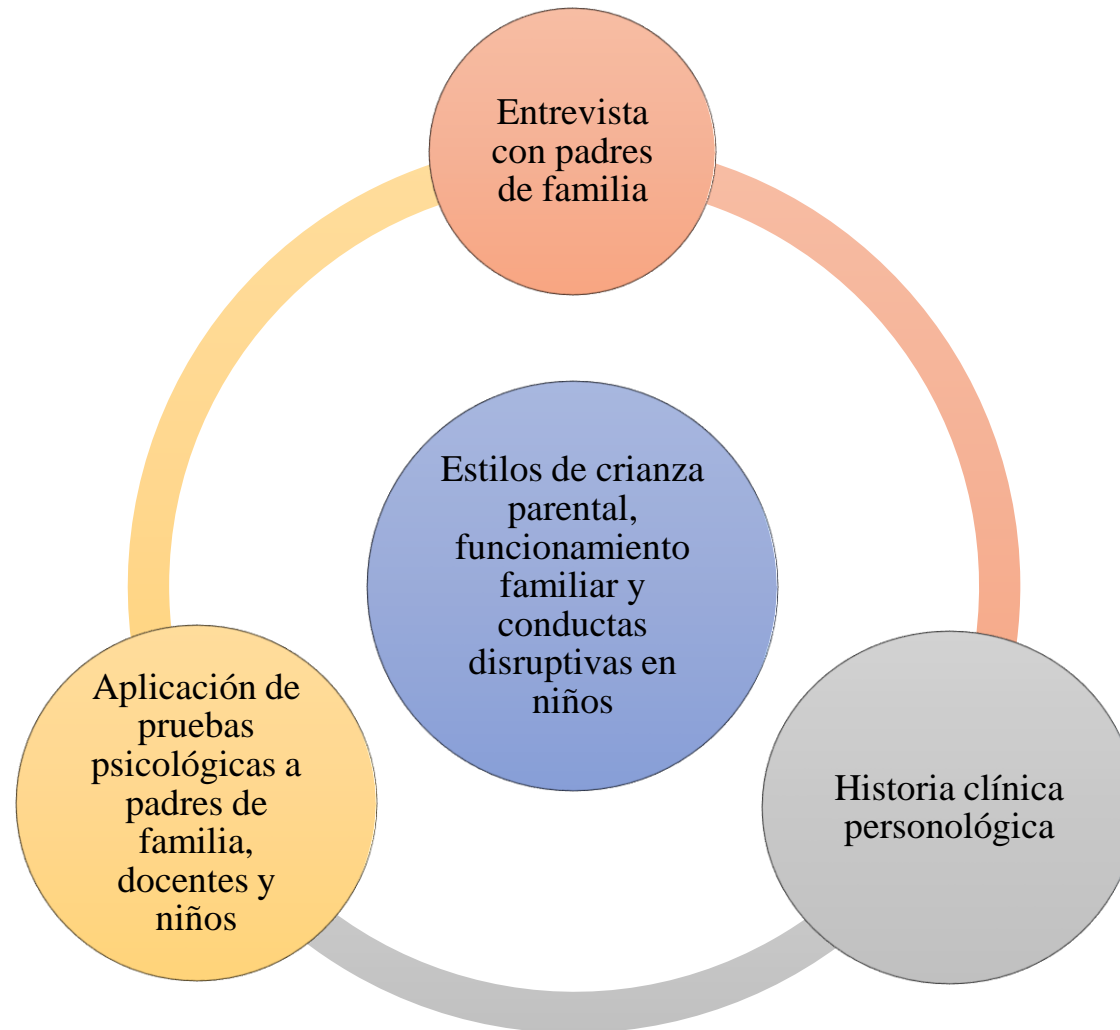 Entrevista
con padres
de familia
Estilos de crianza
parental,
funcionamiento
familiar y
conductas
disruptivas en
niños
Aplicación de
pruebas
psicológicas a
padres de
familia,
docentes y
niños
Historia clínica
personológica